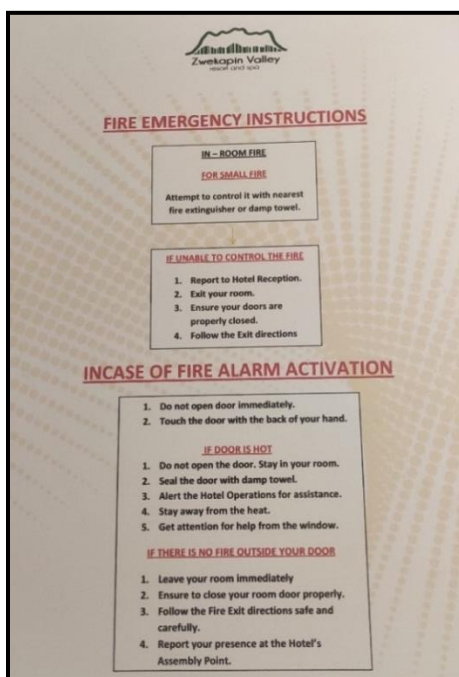 Zwekapin Valley
resort and spa
FIRE EMERGENCY INSTRUCTIONS
IN – ROOM FIRE
FOR SMALL FIRE
Attempt to control it with nearest
fire extinguisher or damp towel.
IF UNABLE TO CONTROL THE FIRE
1. Report to Hotel Reception.
2. Exit your room.
3. Ensure your doors are
properly closed.
4. Follow the Exit directions
INCASE OF FIRE ALARM ACTIVATION
1. Do not open door immediately.
2. Touch the door with the back of your hand.
IF DOOR IS HOT
1. Do not open the door. Stay in your room.
2. Seal the door with damp towel.
3. Alert the Hotel Operations for assistance.
4. Stay away from the heat.
5. Get attention for help from the window.
IF THERE IS NO FIRE OUTSIDE YOUR DOOR
1. Leave your room immediately
2. Ensure to close your room door properly.
3. Follow the Fire Exit directions safe and
carefully.
4. Report your presence at the Hotel's
Assembly Point.